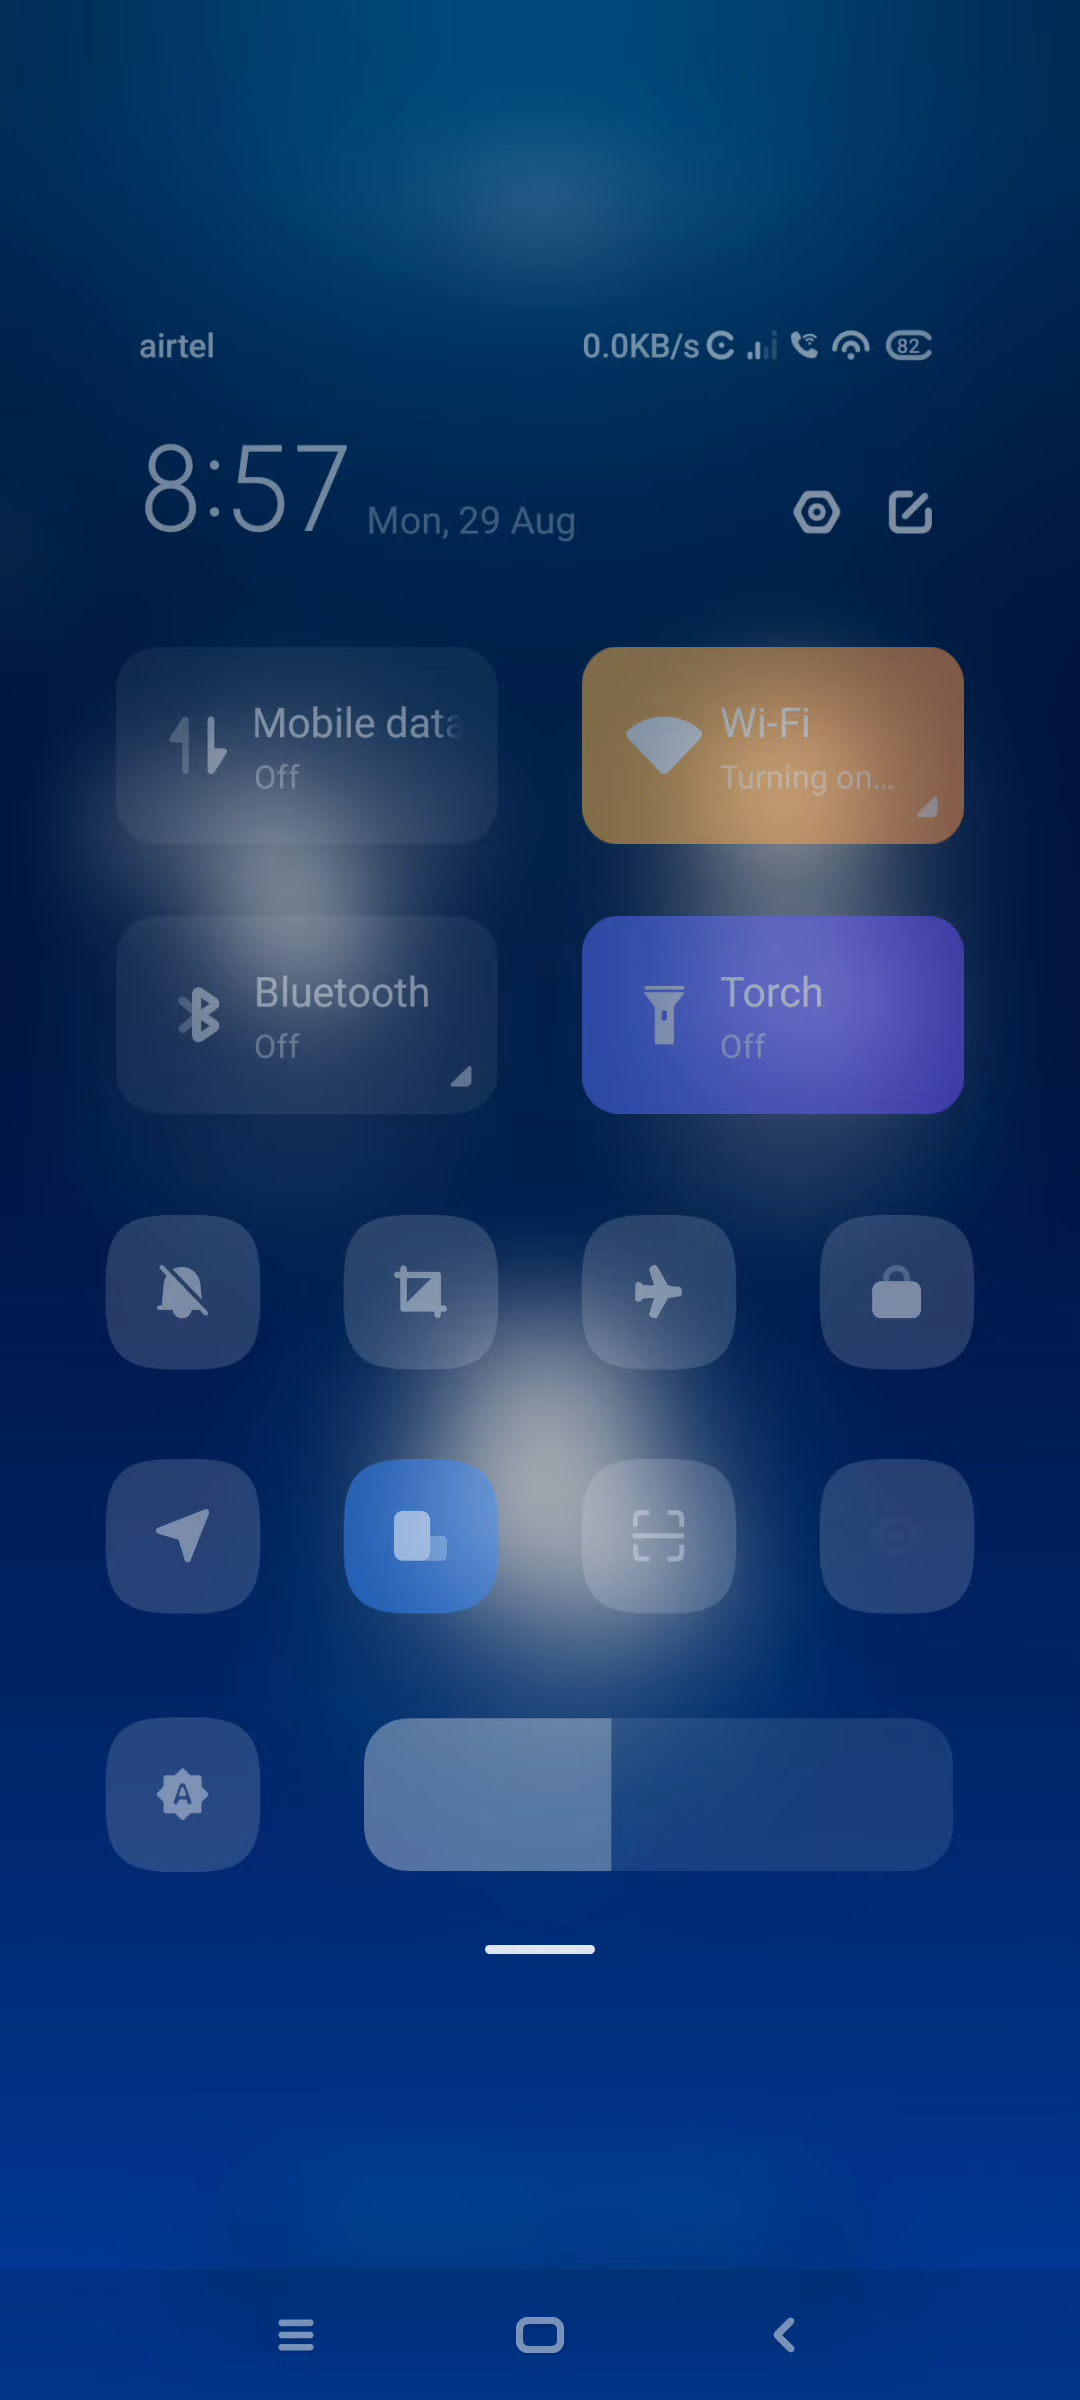 airtel 0.0KB/s 82
8:57 Mon, 29 Aug
Mobile data
Off
Wi-Fi
Turning on...
Bluetooth
Off
Torch
Off
A